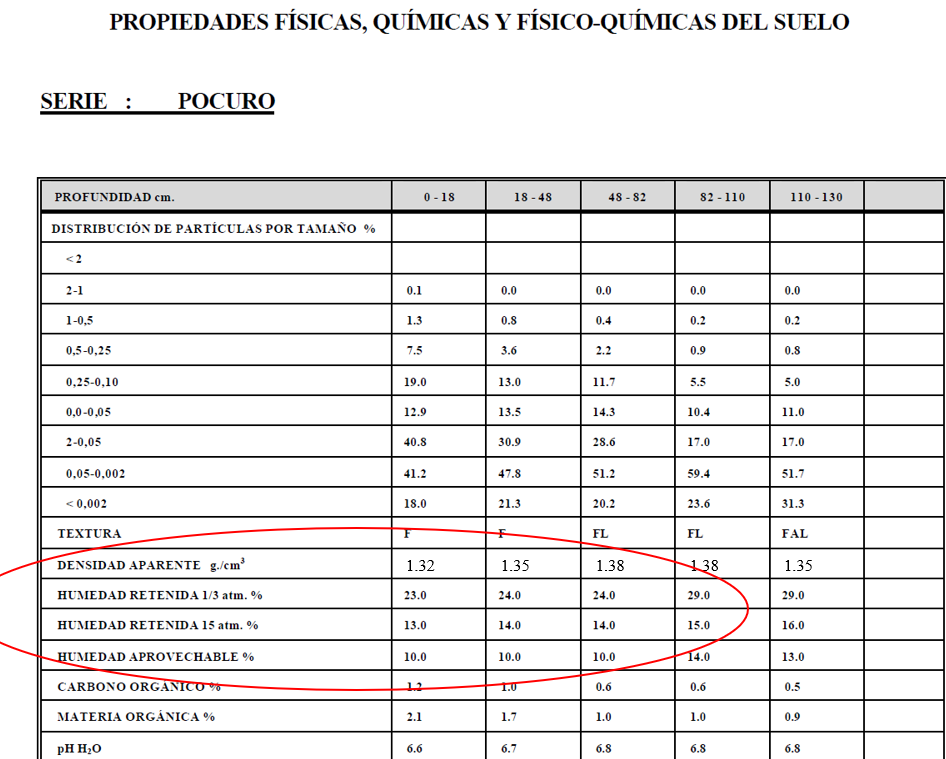 PROPIEDADES FÍSICAS, QUÍMICAS Y FÍSICO-QUÍMICAS DEL SUELO
SERIE : POCURO
PROFUNDIDAD cm. 0 - 18 18 - 48 48 - 82 82 - 110 110 - 130
DISTRIBUCIÓN DE PARTÍCULAS POR TAMAÑO %
< 2
2-1 0.1 0.0 0.0 0.0 0.0
1-0,5 1.3 0.8 0.4 0.2 0.2
0,5-0,25 7.5 3.6 2.2 0.9 0.8
0,25-0,10 19.0 13.0 11.7 5.5 5.0
0,0-0,05 12.9 13.5 14.3 10.4 11.0
2-0,05 40.8 30.9 28.6 17.0 17.0
0,05-0,002 41.2 47.8 51.2 59.4 51.7
< 0,002 18.0 21.3 20.2 23.6 31.3
TEXTURA F F FL FL FAL
DENSIDAD APARENTE g./cm³ 1.32 1.35 1.38 1.38 1.35
HUMEDAD RETENIDA 1/3 atm. % 23.0 24.0 24.0 29.0 29.0
HUMEDAD RETENIDA 15 atm. % 13.0 14.0 14.0 15.0 16.0
HUMEDAD APROVECHABLE % 10.0 10.0 10.0 14.0 13.0
CARBONO ORGÁNICO % 1.2 1.0 0.6 0.6 0.5
MATERIA ORGÁNICA % 2.1 1.7 1.0 1.0 0.9
pH H₂O 6.6 6.7 6.8 6.8 6.8